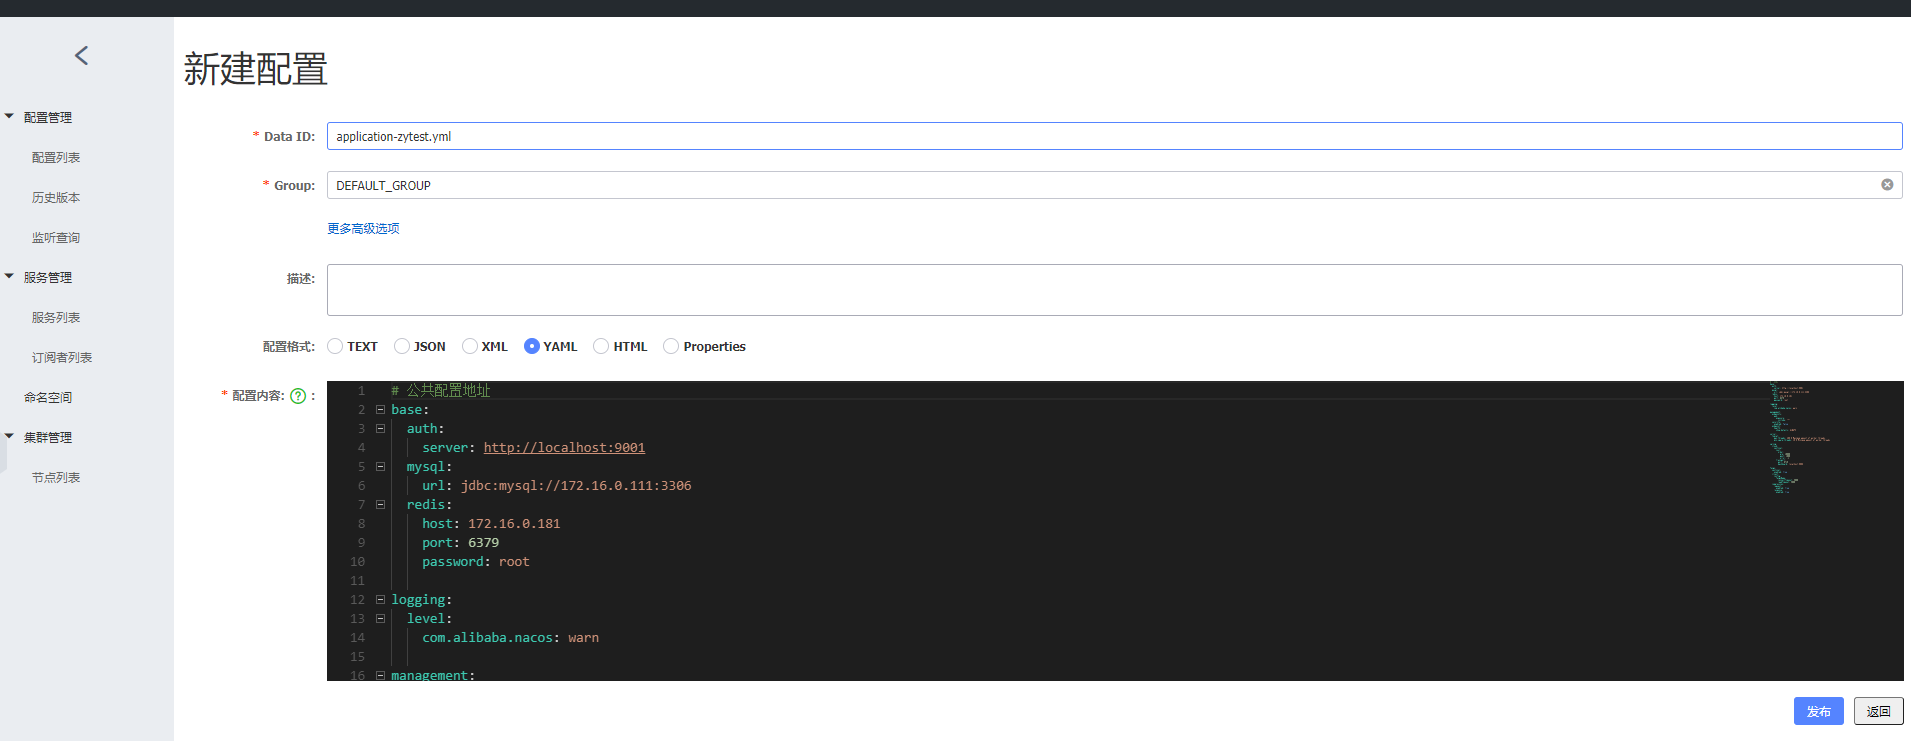 新建配置
配置管理
配置列表
历史版本
监听查询
服务管理
服务列表
订阅者列表
命名空间
集群管理
节点列表
* Data ID: application-zytest.yml
* Group: DEFAULT_GROUP
更多高级选项
描述:
配置格式: TEXT JSON XML YAML HTML Properties
* 配置内容: ? :
1 # 公共配置地址
2 base:
3 auth:
4 server: http://localhost:9001
5 mysql:
6 url: jdbc:mysql://172.16.0.111:3306
7 redis:
8 host: 172.16.0.181
9 port: 6379
10 password: root
11
12 logging:
13 level:
14 com.alibaba.nacos: warn
15
16 management:
发布 返回